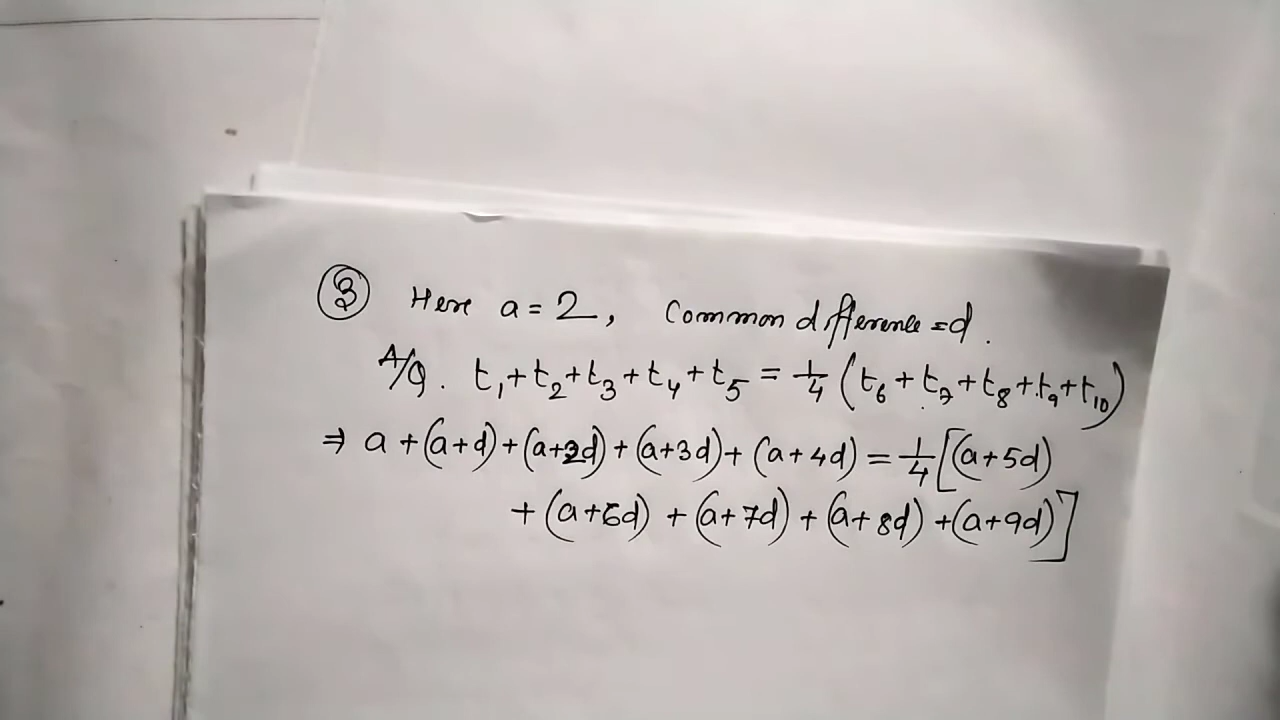 ③ Here a = 2, Common difference = d.
A/Q. t₁ + t₂ + t₃ + t₄ + t₅ = 1/4 (t₆ + t₇ + t₈ + t₉ + t₁₀)
⇒ a + (a+d) + (a+2d) + (a+3d) + (a+4d) = 1/4 [(a+5d)
+ (a+6d) + (a+7d) + (a+8d) + (a+9d)]